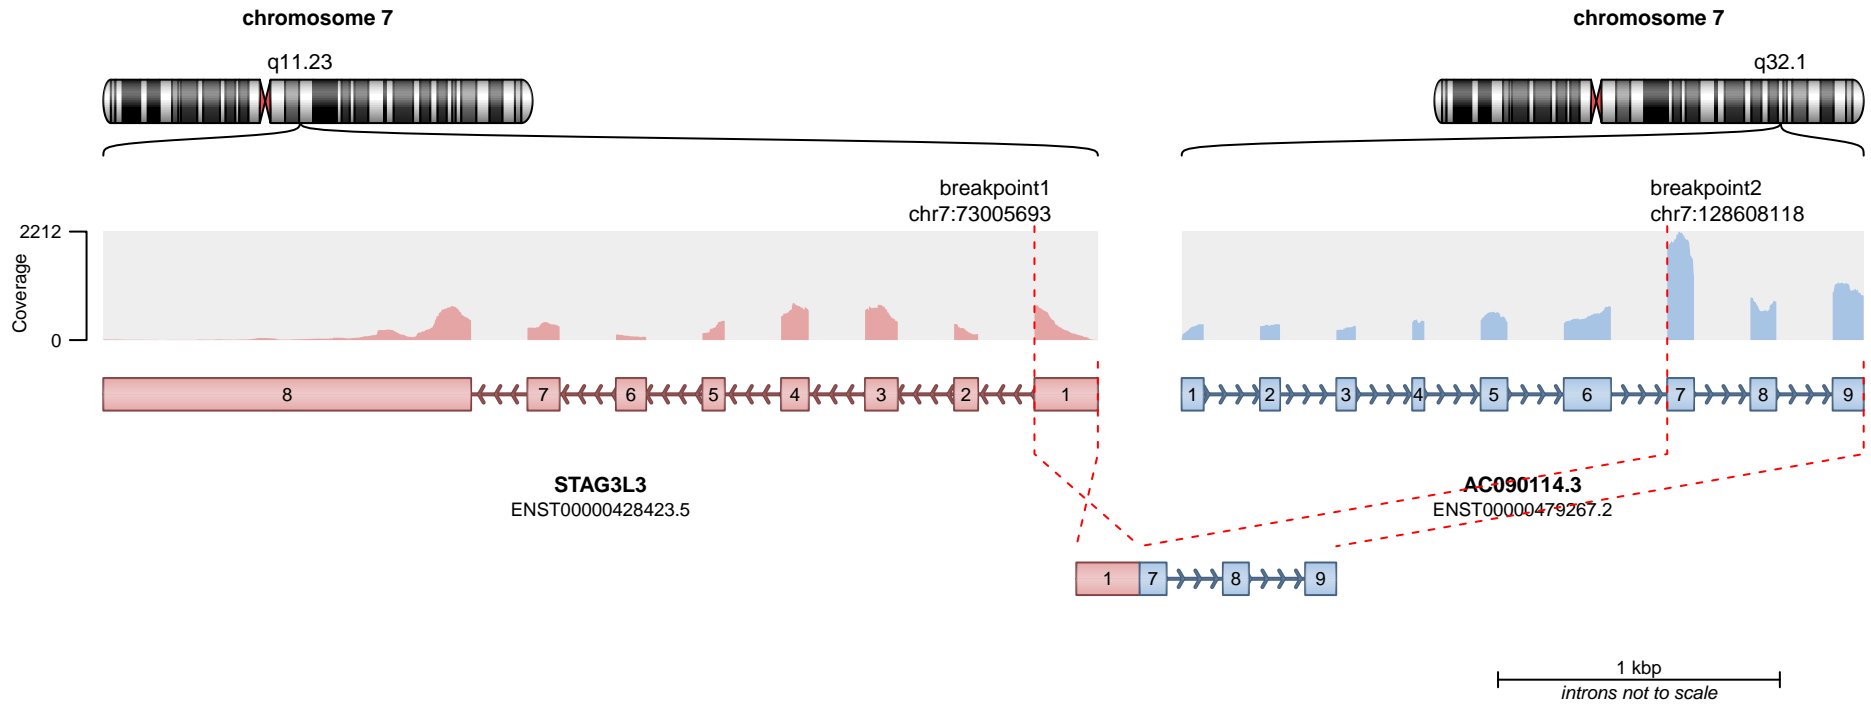 chromosome 7
chromosome 7
q11.23
q32.1
breakpoint1
chr7:73005693
breakpoint2
chr7:128608118
2212
Coverage
0
8 7 6 5 4 3 2 1
1 2 3 4 5 6 7 8 9
STAG3L3
ENST00000428423.5
AC090114.3
ENST00000479267.2
1 7 8 9
1 kbp
introns not to scale